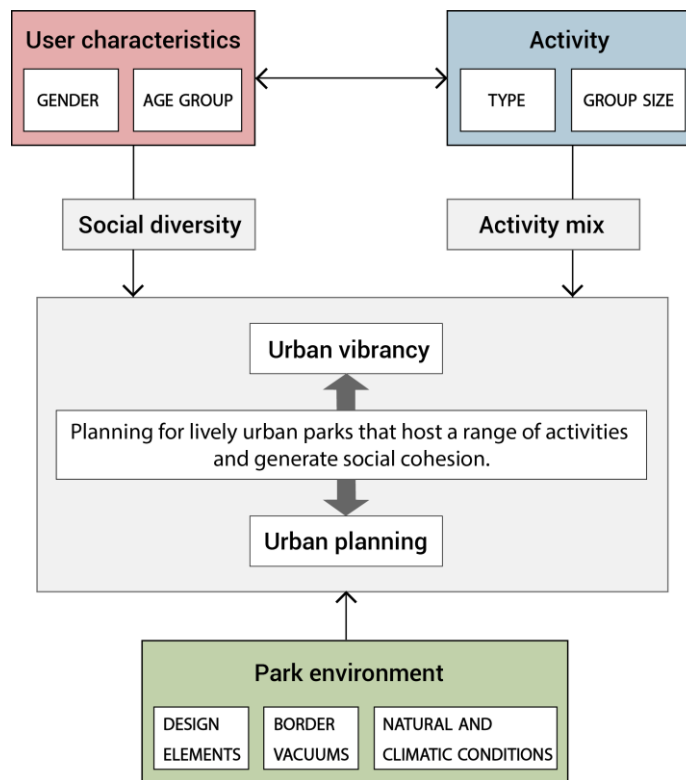 User characteristics
GENDER
AGE GROUP
Activity
TYPE
GROUP SIZE
Social diversity
Activity mix
Urban vibrancy
Planning for lively urban parks that host a range of activities
and generate social cohesion.
Urban planning
Park environment
DESIGN
ELEMENTS
BORDER
VACUUMS
NATURAL AND
CLIMATIC CONDITIONS